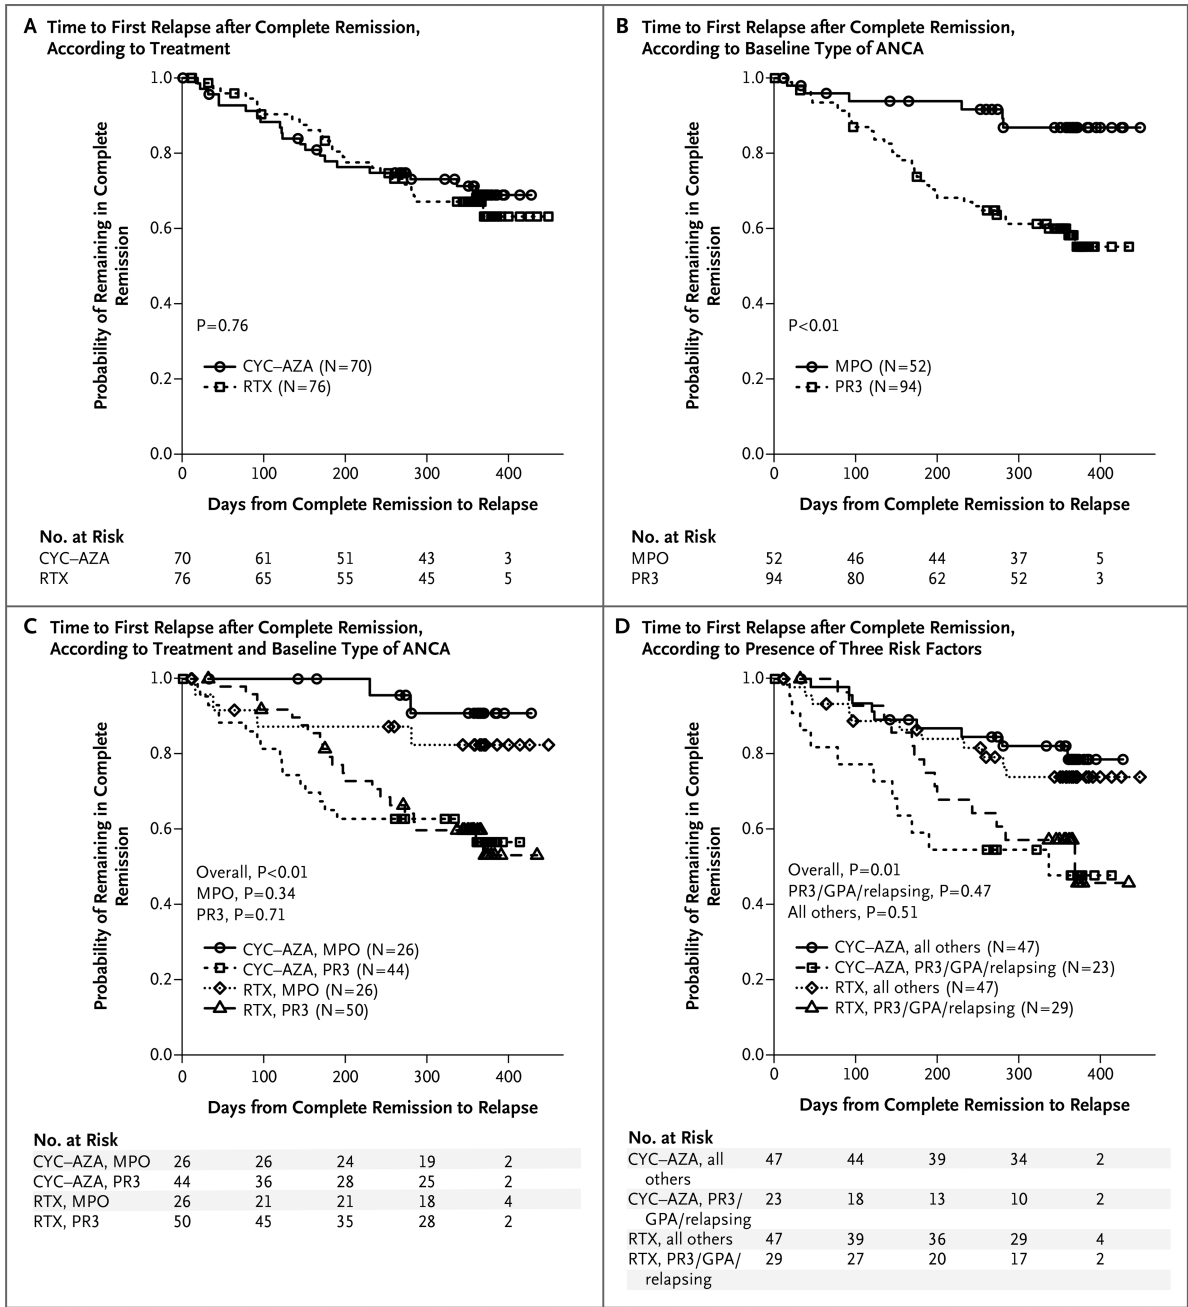 A Time to First Relapse after Complete Remission,
According to Treatment
Probability of Remaining in Complete
Remission
1.0
0.8
0.6
0.4
0.2
0.0
P=0.76
CYC–AZA (N=70)
RTX (N=76)
0 100 200 300 400
Days from Complete Remission to Relapse
No. at Risk
CYC–AZA 70 61 51 43 3
RTX 76 65 55 45 5
B Time to First Relapse after Complete Remission,
According to Baseline Type of ANCA
Probability of Remaining in Complete
Remission
1.0
0.8
0.6
0.4
0.2
0.0
P<0.01
MPO (N=52)
PR3 (N=94)
0 100 200 300 400
Days from Complete Remission to Relapse
No. at Risk
MPO 52 46 44 37 5
PR3 94 80 62 52 3
C Time to First Relapse after Complete Remission,
According to Treatment and Baseline Type of ANCA
Probability of Remaining in Complete
Remission
1.0
0.8
0.6
0.4
0.2
0.0
Overall, P<0.01
MPO, P=0.34
PR3, P=0.71
CYC–AZA, MPO (N=26)
CYC–AZA, PR3 (N=44)
RTX, MPO (N=26)
RTX, PR3 (N=50)
0 100 200 300 400
Days from Complete Remission to Relapse
No. at Risk
CYC–AZA, MPO 26 26 24 19 2
CYC–AZA, PR3 44 36 28 25 2
RTX, MPO 26 21 21 18 4
RTX, PR3 50 45 35 28 2
D Time to First Relapse after Complete Remission,
According to Presence of Three Risk Factors
Probability of Remaining in Complete
Remission
1.0
0.8
0.6
0.4
0.2
0.0
Overall, P=0.01
PR3/GPA/relapsing, P=0.47
All others, P=0.51
CYC–AZA, all others (N=47)
CYC–AZA, PR3/GPA/relapsing (N=23)
RTX, all others (N=47)
RTX, PR3/GPA/relapsing (N=29)
0 100 200 300 400
Days from Complete Remission to Relapse
No. at Risk
CYC–AZA, all 47 44 39 34 2
others
CYC–AZA, PR3/ 23 18 13 10 2
GPA/relapsing
RTX, all others 47 39 36 29 4
RTX, PR3/GPA/ 29 27 20 17 2
relapsing